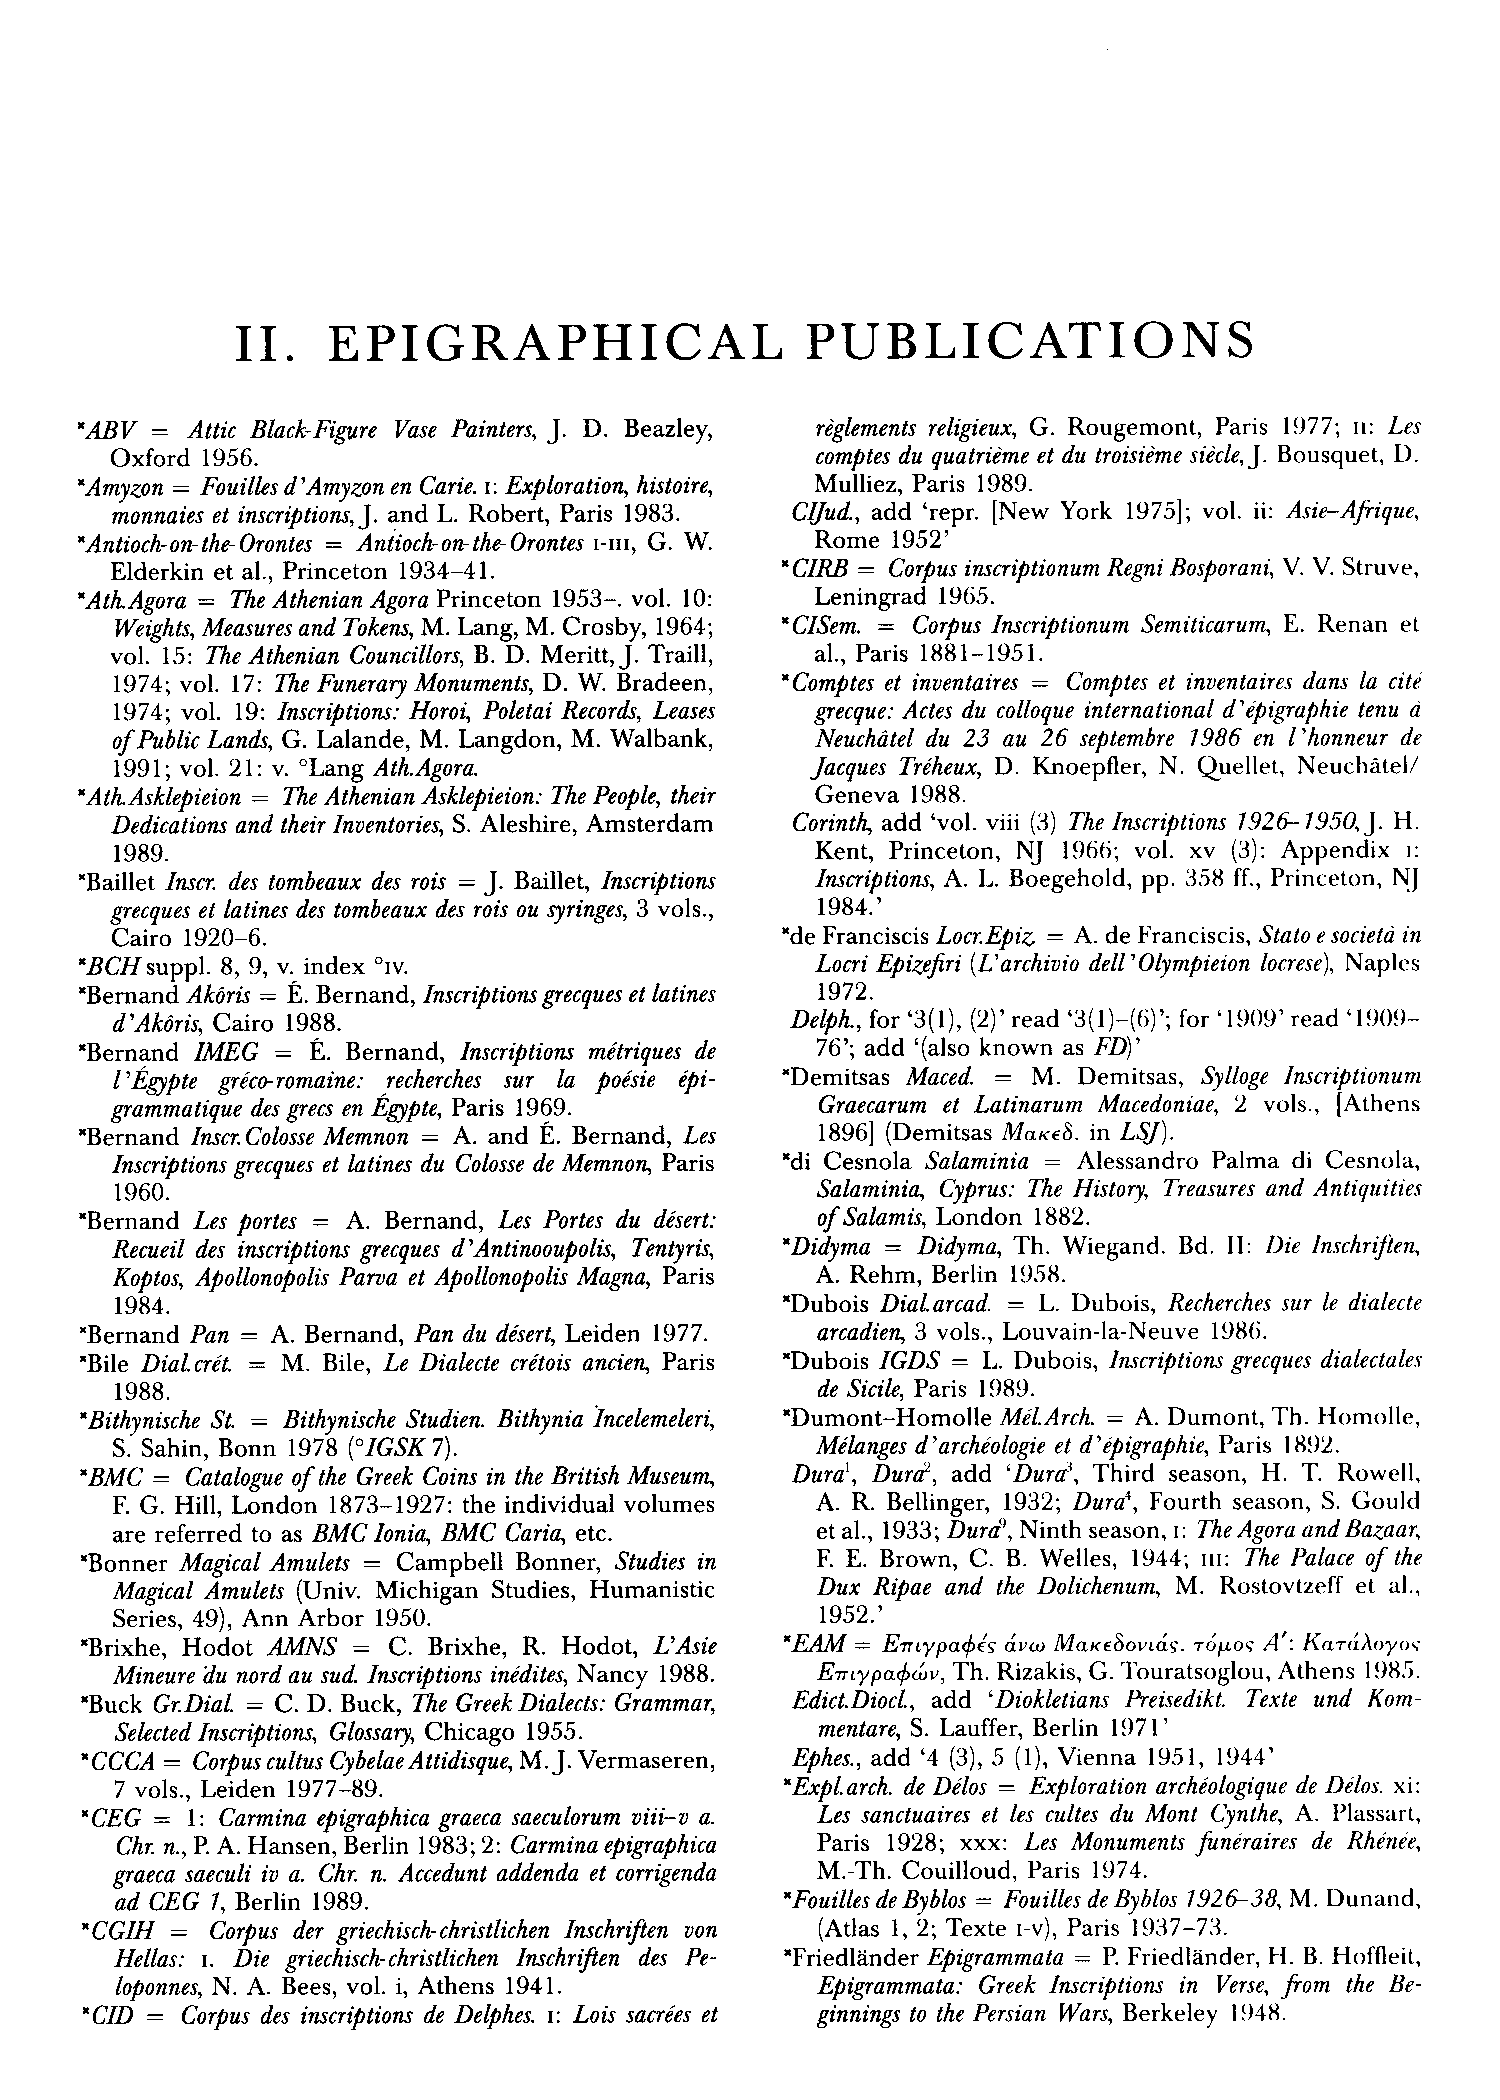 II. EPIGRAPHICAL PUBLICATIONS
*ABV = Attic Black-Figure Vase Painters, J. D. Beazley,
Oxford 1956.
*Amyzon = Fouilles d'Amyzon en Carie. I: Exploration, histoire,
monnaies et inscriptions, J. and L. Robert, Paris 1983.
*Antioch-on-the-Orontes = Antioch-on-the-Orontes I-III, G. W.
Elderkin et al., Princeton 1934–41.
*Ath.Agora = The Athenian Agora Princeton 1953–. vol. 10:
Weights, Measures and Tokens, M. Lang, M. Crosby, 1964;
vol. 15: The Athenian Councillors, B. D. Meritt, J. Traill,
1974; vol. 17: The Funerary Monuments, D. W. Bradeen,
1974; vol. 19: Inscriptions: Horoi, Poletai Records, Leases
of Public Lands, G. Lalande, M. Langdon, M. Walbank,
1991; vol. 21: v. °Lang Ath.Agora.
*Ath.Asklepieion = The Athenian Asklepieion: The People, their
Dedications and their Inventories, S. Aleshire, Amsterdam
1989.
*Baillet Inscr. des tombeaux des rois = J. Baillet, Inscriptions
grecques et latines des tombeaux des rois ou syringes, 3 vols.,
Cairo 1920–6.
*BCH suppl. 8, 9, v. index °IV.
*Bernand Akôris = É. Bernand, Inscriptions grecques et latines
d'Akôris, Cairo 1988.
*Bernand IMEG = É. Bernand, Inscriptions métriques de
l'Égypte gréco-romaine: recherches sur la poésie épi-
grammatique des grecs en Égypte, Paris 1969.
*Bernand Inscr. Colosse Memnon = A. and É. Bernand, Les
Inscriptions grecques et latines du Colosse de Memnon, Paris
1960.
*Bernand Les portes = A. Bernand, Les Portes du désert:
Recueil des inscriptions grecques d'Antinooupolis, Tentyris,
Koptos, Apollonopolis Parva et Apollonopolis Magna, Paris
1984.
*Bernand Pan = A. Bernand, Pan du désert, Leiden 1977.
*Bile Dial.crét. = M. Bile, Le Dialecte crétois ancien, Paris
1988.
*Bithynische St. = Bithynische Studien. Bithynia İncelemeleri,
S. Sahin, Bonn 1978 (°IGSK 7).
*BMC = Catalogue of the Greek Coins in the British Museum,
F. G. Hill, London 1873–1927: the individual volumes
are referred to as BMC Ionia, BMC Caria, etc.
*Bonner Magical Amulets = Campbell Bonner, Studies in
Magical Amulets (Univ. Michigan Studies, Humanistic
Series, 49), Ann Arbor 1950.
*Brixhe, Hodot AMNS = C. Brixhe, R. Hodot, L'Asie
Mineure du nord au sud. Inscriptions inédites, Nancy 1988.
*Buck Gr.Dial. = C. D. Buck, The Greek Dialects: Grammar,
Selected Inscriptions, Glossary, Chicago 1955.
*CCCA = Corpus cultus Cybelae Attidisque, M. J. Vermaseren,
7 vols., Leiden 1977–89.
*CEG = 1: Carmina epigraphica graeca saeculorum viii–v a.
Chr. n., P. A. Hansen, Berlin 1983; 2: Carmina epigraphica
graeca saeculi iv a. Chr. n. Accedunt addenda et corrigenda
ad CEG 1, Berlin 1989.
*CGIH = Corpus der griechisch-christlichen Inschriften von
Hellas: I. Die griechisch-christlichen Inschriften des Pe-
loponnes, N. A. Bees, vol. i, Athens 1941.
*CID = Corpus des inscriptions de Delphes. I: Lois sacrées et
règlements religieux, G. Rougemont, Paris 1977; II: Les
comptes du quatrième et du troisième siècle, J. Bousquet, D.
Mulliez, Paris 1989.
CIJud., add 'repr. [New York 1975]; vol. ii: Asie–Afrique,
Rome 1952'
*CIRB = Corpus inscriptionum Regni Bosporani, V. V. Struve,
Leningrad 1965.
*CISem. = Corpus Inscriptionum Semiticarum, E. Renan et
al., Paris 1881–1951.
*Comptes et inventaires = Comptes et inventaires dans la cité
grecque: Actes du colloque international d'épigraphie tenu à
Neuchâtel du 23 au 26 septembre 1986 en l'honneur de
Jacques Tréheux, D. Knoepfler, N. Quellet, Neuchâtel/
Geneva 1988.
Corinth, add 'vol. viii (3) The Inscriptions 1926–1950, J. H.
Kent, Princeton, NJ 1966; vol. xv (3): Appendix I:
Inscriptions, A. L. Boegehold, pp. 358 ff., Princeton, NJ
1984.'
*de Franciscis Locr.Epiz. = A. de Franciscis, Stato e società in
Locri Epizefiri (L'archivio dell'Olympieion locrese), Naples
1972.
Delph., for '3(1), (2)' read '3(1)–(6)'; for '1909' read '1909–
76'; add '(also known as FD)'
*Demitsas Maced. = M. Demitsas, Sylloge Inscriptionum
Graecarum et Latinarum Macedoniae, 2 vols., [Athens
1896] (Demitsas Μακεδ. in LSJ).
*di Cesnola Salaminia = Alessandro Palma di Cesnola,
Salaminia, Cyprus: The History, Treasures and Antiquities
of Salamis, London 1882.
*Didyma = Didyma, Th. Wiegand. Bd. II: Die Inschriften,
A. Rehm, Berlin 1958.
*Dubois Dial.arcad. = L. Dubois, Recherches sur le dialecte
arcadien, 3 vols., Louvain-la-Neuve 1986.
*Dubois IGDS = L. Dubois, Inscriptions grecques dialectales
de Sicile, Paris 1989.
*Dumont–Homolle Mél.Arch. = A. Dumont, Th. Homolle,
Mélanges d'archéologie et d'épigraphie, Paris 1892.
Dura¹, Dura², add 'Dura³, Third season, H. T. Rowell,
A. R. Bellinger, 1932; Dura⁴, Fourth season, S. Gould
et al., 1933; Dura⁹, Ninth season, I: The Agora and Bazaar,
F. E. Brown, C. B. Welles, 1944; III: The Palace of the
Dux Ripae and the Dolichenum, M. Rostovtzeff et al.,
1952.'
*EAM = Επιγραφές άνω Μακεδονιάς. τόμος Α′: Κατάλογος
Επιγραφών, Th. Rizakis, G. Touratsoglou, Athens 1985.
Edict.Diocl., add 'Diokletians Preisedikt. Texte und Kom-
mentare, S. Lauffer, Berlin 1971'
Ephes., add '4 (3), 5 (1), Vienna 1951, 1944'
*Expl.arch. de Délos = Exploration archéologique de Délos. xi:
Les sanctuaires et les cultes du Mont Cynthe, A. Plassart,
Paris 1928; xxx: Les Monuments funéraires de Rhénée,
M.-Th. Couilloud, Paris 1974.
*Fouilles de Byblos = Fouilles de Byblos 1926–38, M. Dunand,
(Atlas 1, 2; Texte I-V), Paris 1937–73.
*Friedländer Epigrammata = P. Friedländer, H. B. Hoffleit,
Epigrammata: Greek Inscriptions in Verse, from the Be-
ginnings to the Persian Wars, Berkeley 1948.